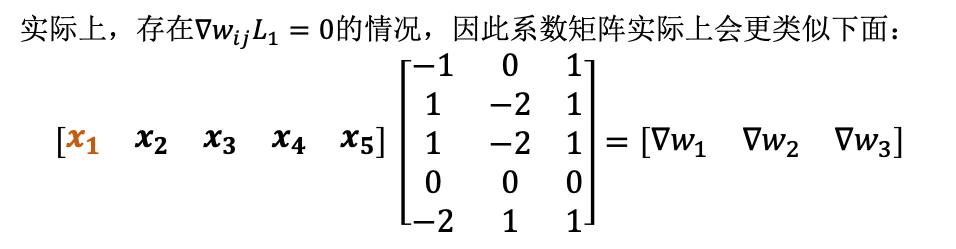 实际上，存在∇w_{ij}L_1 = 0的情况，因此系数矩阵实际上会更类似下面：
−1 0 1
1 −2 1
[x_1 x_2 x_3 x_4 x_5] 1 −2 1 = [∇w_1 ∇w_2 ∇w_3]
0 0 0
−2 1 1